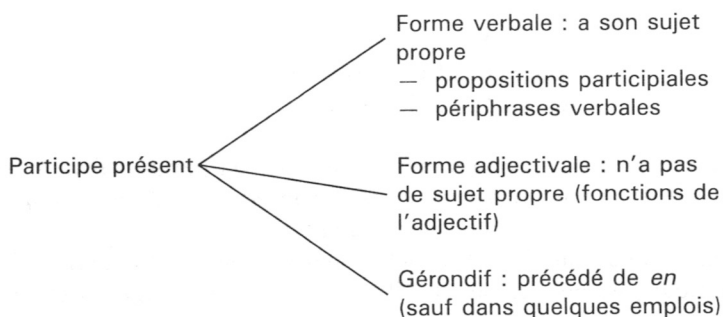 Forme verbale : a son sujet
propre
— propositions participiales
— périphrases verbales
Participe présent
Forme adjectivale : n'a pas
de sujet propre (fonctions de
l'adjectif)
Gérondif : précédé de en
(sauf dans quelques emplois)